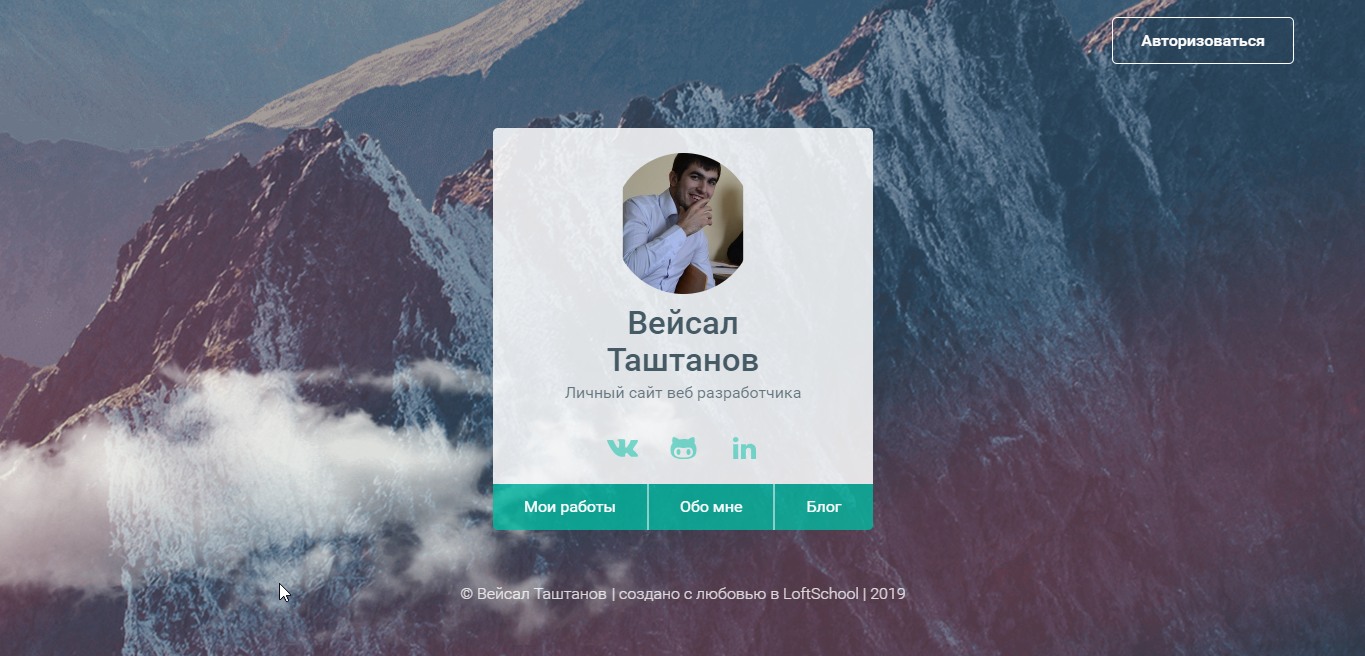 Авторизоваться
Вейсал
Таштанов
Личный сайт веб разработчика
Мои работы
Обо мне
Блог
© Вейсал Таштанов | создано с любовью в LoftSchool | 2019